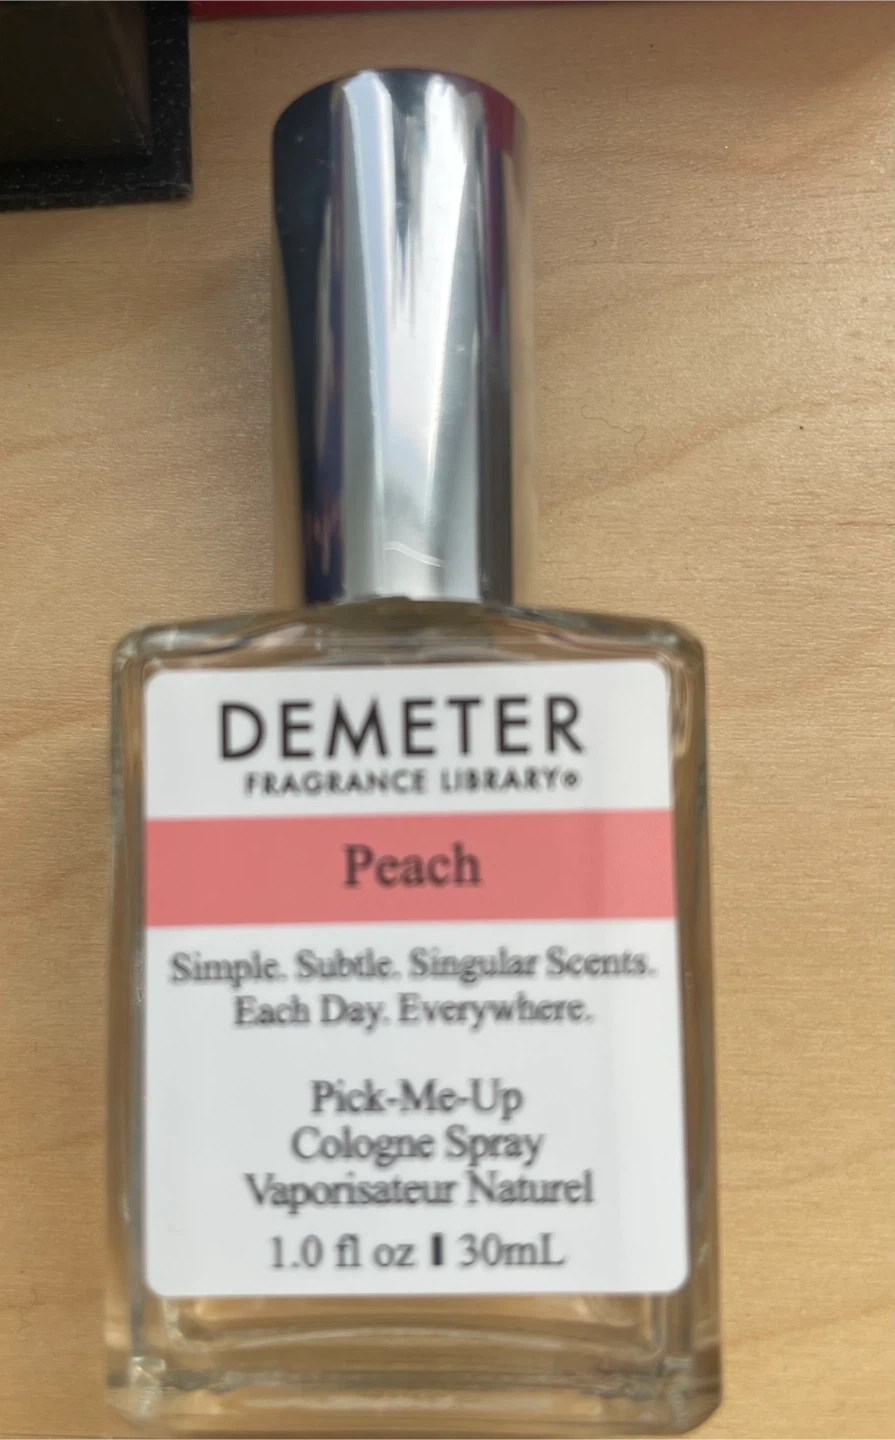 DEMETER
FRAGRANCE LIBRARY®
Peach
Simple. Subtle. Singular Scents.
Each Day. Everywhere.
Pick-Me-Up
Cologne Spray
Vaporisateur Naturel
1.0 fl oz | 30mL